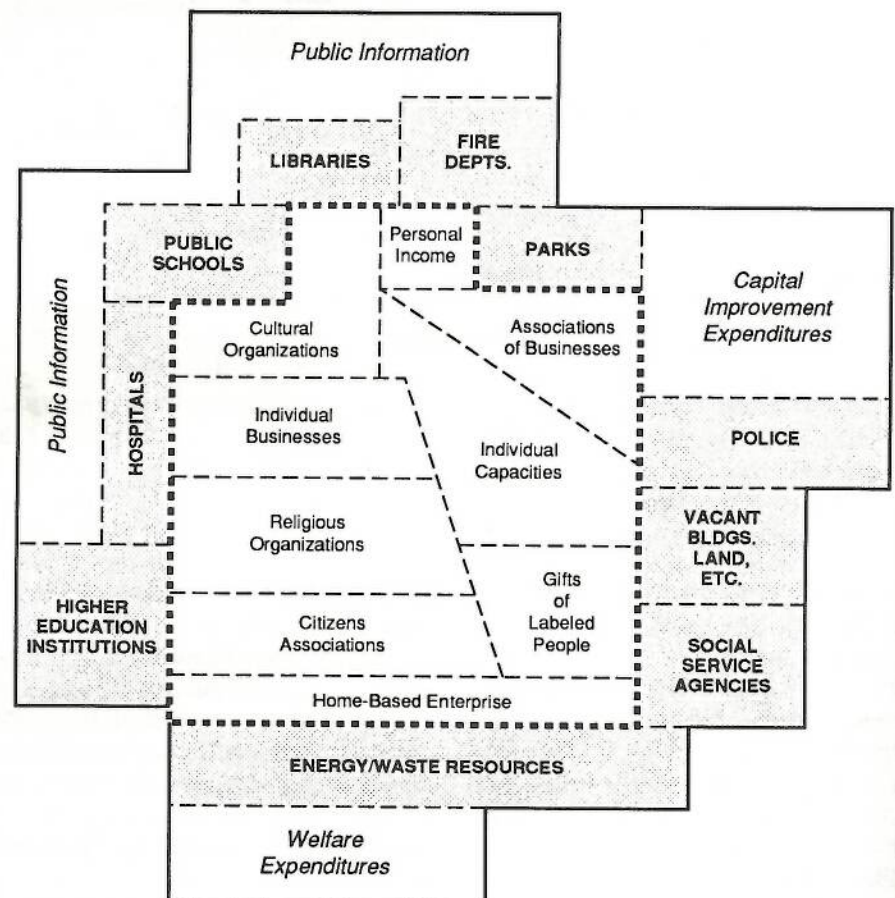 Public Information
LIBRARIES
FIRE
DEPTS.
PUBLIC
SCHOOLS
Personal
Income
PARKS
Public Information
HOSPITALS
Cultural
Organizations
Associations
of Businesses
Capital
Improvement
Expenditures
Individual
Businesses
Individual
Capacities
POLICE
Religious
Organizations
VACANT
BLDGS.
LAND,
ETC.
HIGHER
EDUCATION
INSTITUTIONS
Citizens
Associations
Gifts
of
Labeled
People
SOCIAL
SERVICE
AGENCIES
Home-Based Enterprise
ENERGY/WASTE RESOURCES
Welfare
Expenditures